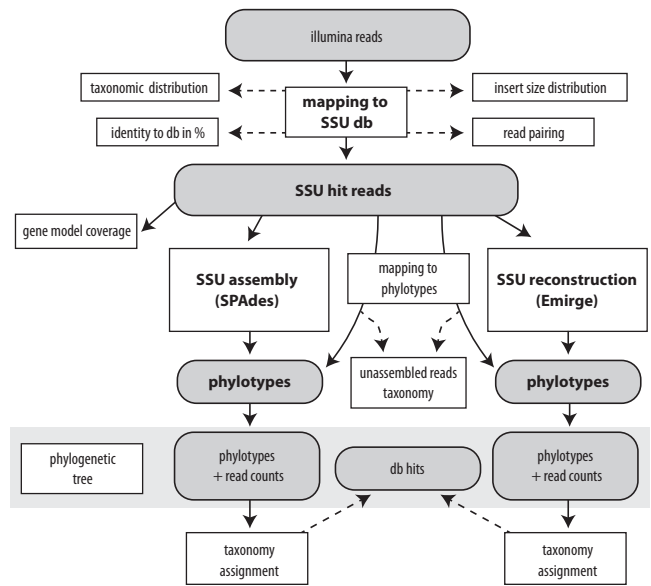 illumina reads
taxonomic distribution
mapping to
SSU db
insert size distribution
identity to db in %
read pairing
SSU hit reads
gene model coverage
SSU assembly
(SPAdes)
mapping to
phylotypes
SSU reconstruction
(Emirge)
unassembled reads
taxonomy
phylotypes
phylotypes
phylogenetic
tree
phylotypes
+ read counts
db hits
phylotypes
+ read counts
taxonomy
assignment
taxonomy
assignment